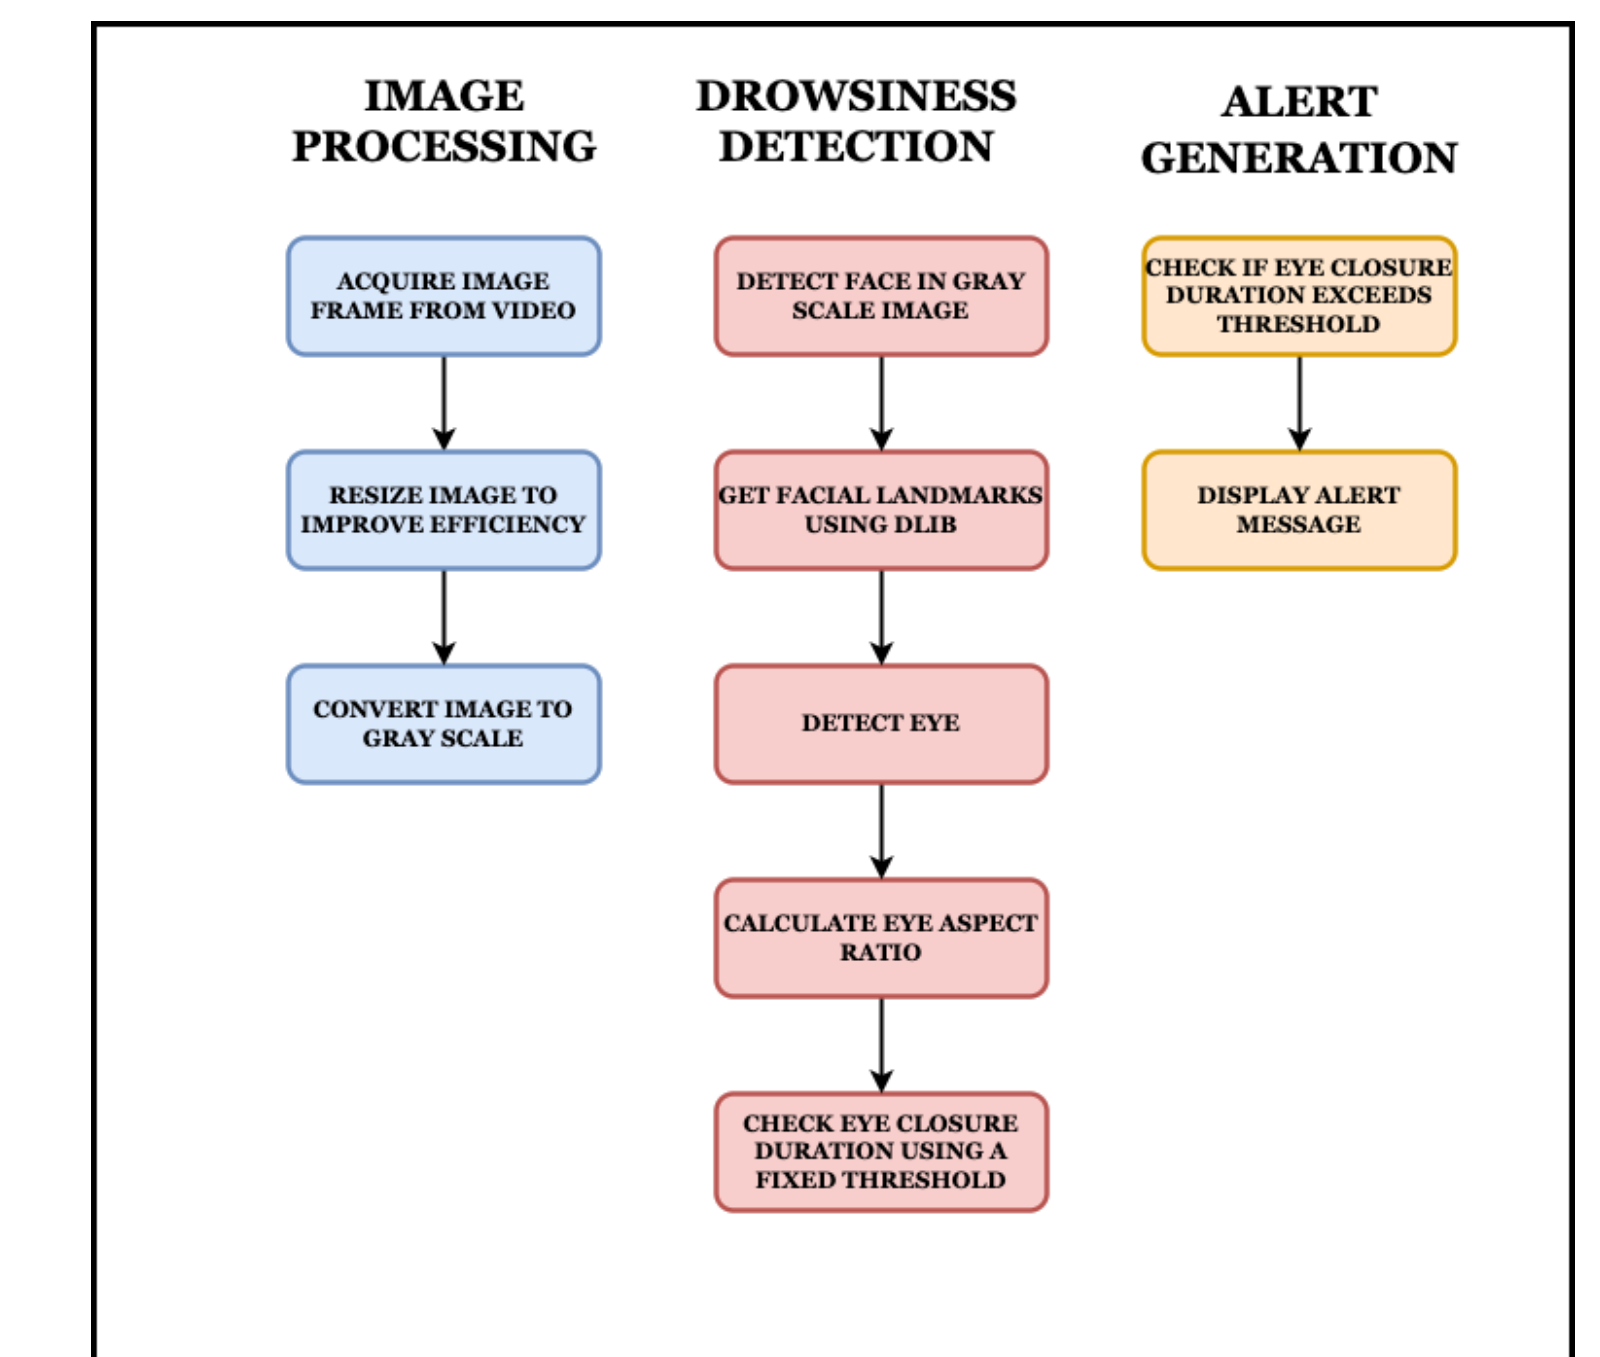 IMAGE
PROCESSING
ACQUIRE IMAGE
FRAME FROM VIDEO
RESIZE IMAGE TO
IMPROVE EFFICIENCY
CONVERT IMAGE TO
GRAY SCALE
DROWSINESS
DETECTION
DETECT FACE IN GRAY
SCALE IMAGE
GET FACIAL LANDMARKS
USING DLIB
DETECT EYE
CALCULATE EYE ASPECT
RATIO
CHECK EYE CLOSURE
DURATION USING A
FIXED THRESHOLD
ALERT
GENERATION
CHECK IF EYE CLOSURE
DURATION EXCEEDS
THRESHOLD
DISPLAY ALERT
MESSAGE